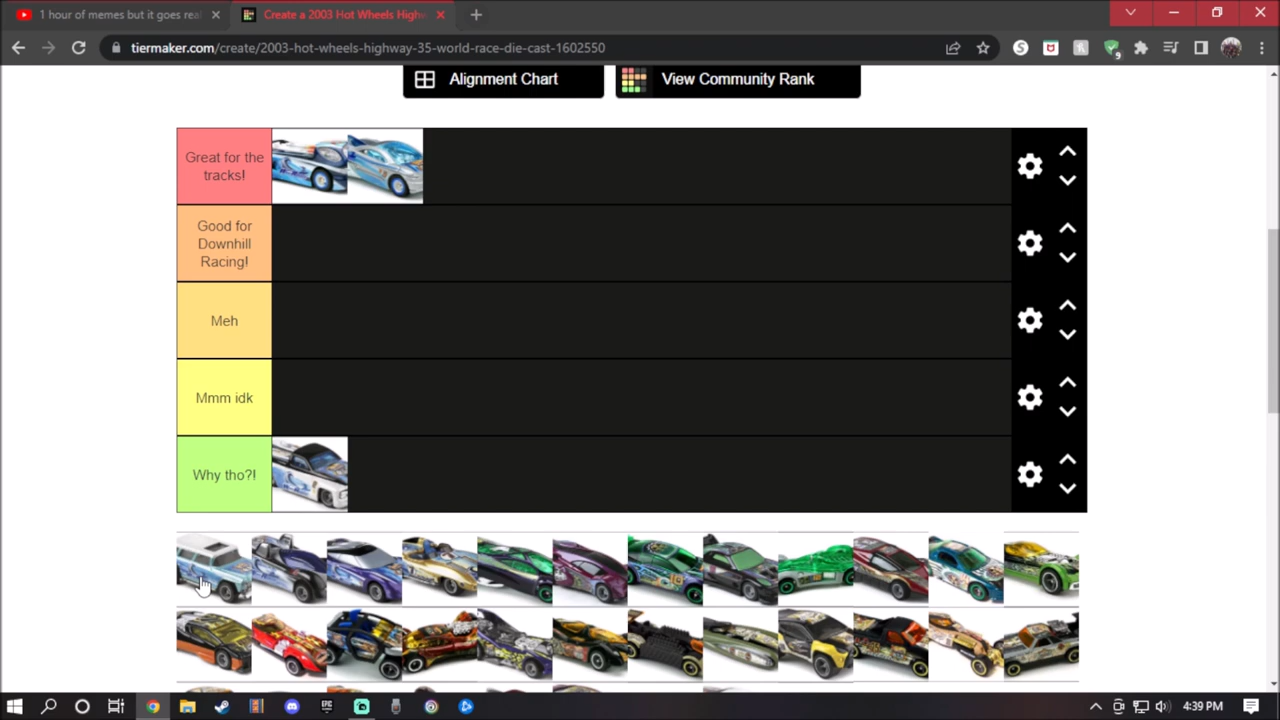 1 hour of memes but it goes rea
Create a 2003 Hot Wheels Highw
tiermaker.com/create/2003-hot-wheels-highway-35-world-race-die-cast-1602550
9
Alignment Chart
View Community Rank
Great for the
tracks!
Good for
Downhill
Racing!
Meh
Mmm idk
Why tho?!
4:39 PM